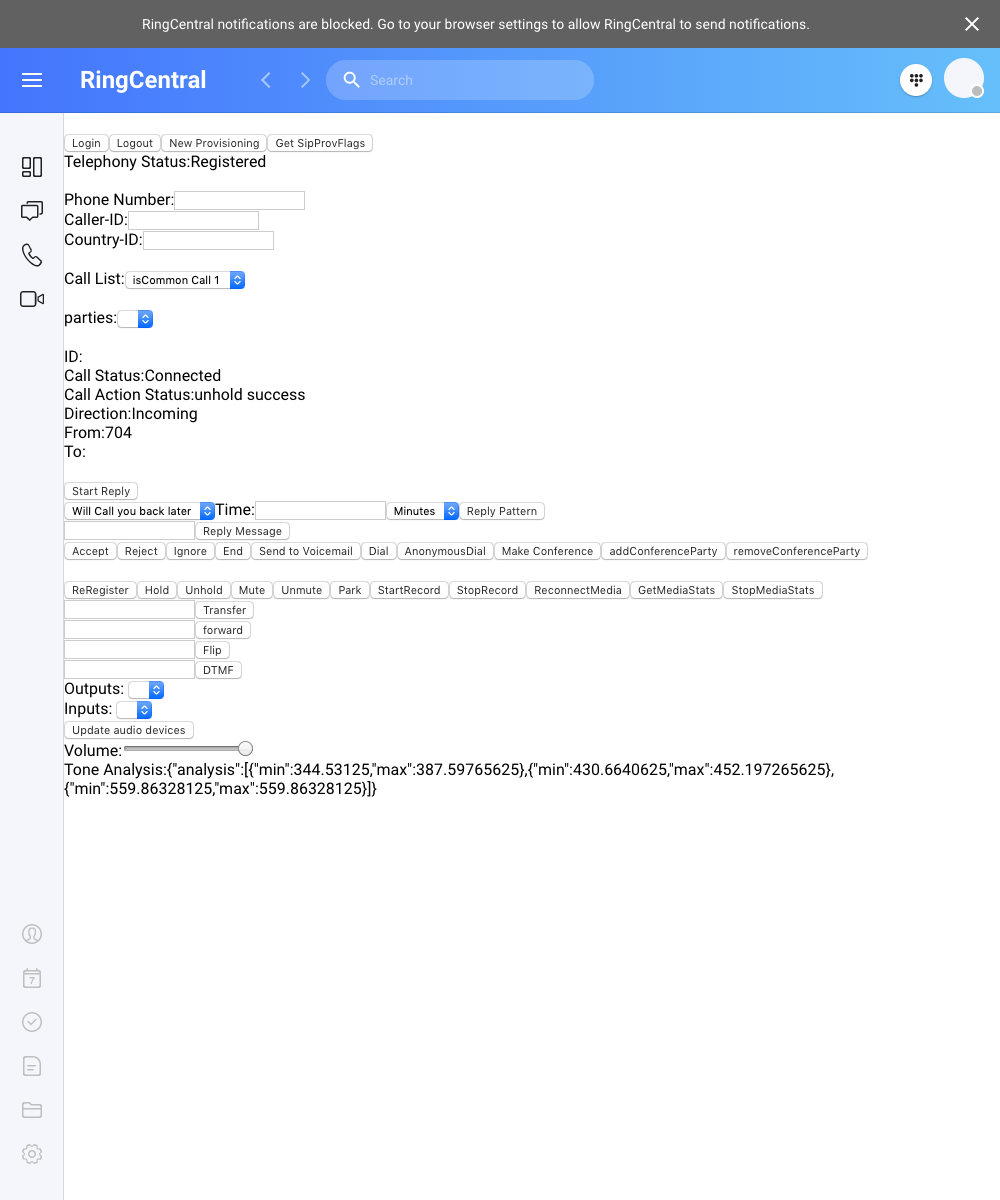 RingCentral notifications are blocked. Go to your browser settings to allow RingCentral to send notifications.
RingCentral Search
Login Logout New Provisioning Get SipProvFlags
Telephony Status:Registered
Phone Number:
Caller-ID:
Country-ID:
Call List: isCommon Call 1
parties:
ID:
Call Status:Connected
Call Action Status:unhold success
Direction:Incoming
From:704
To:
Start Reply
Will Call you back later Time: Minutes Reply Pattern
Reply Message
Accept Reject Ignore End Send to Voicemail Dial AnonymousDial Make Conference addConferenceParty removeConferenceParty
ReRegister Hold Unhold Mute Unmute Park StartRecord StopRecord ReconnectMedia GetMediaStats StopMediaStats
Transfer
forward
Flip
DTMF
Outputs:
Inputs:
Update audio devices
Volume:
Tone Analysis:{"analysis":[{"min":344.53125,"max":387.59765625},{"min":430.6640625,"max":452.197265625},
{"min":559.86328125,"max":559.86328125}]}
7